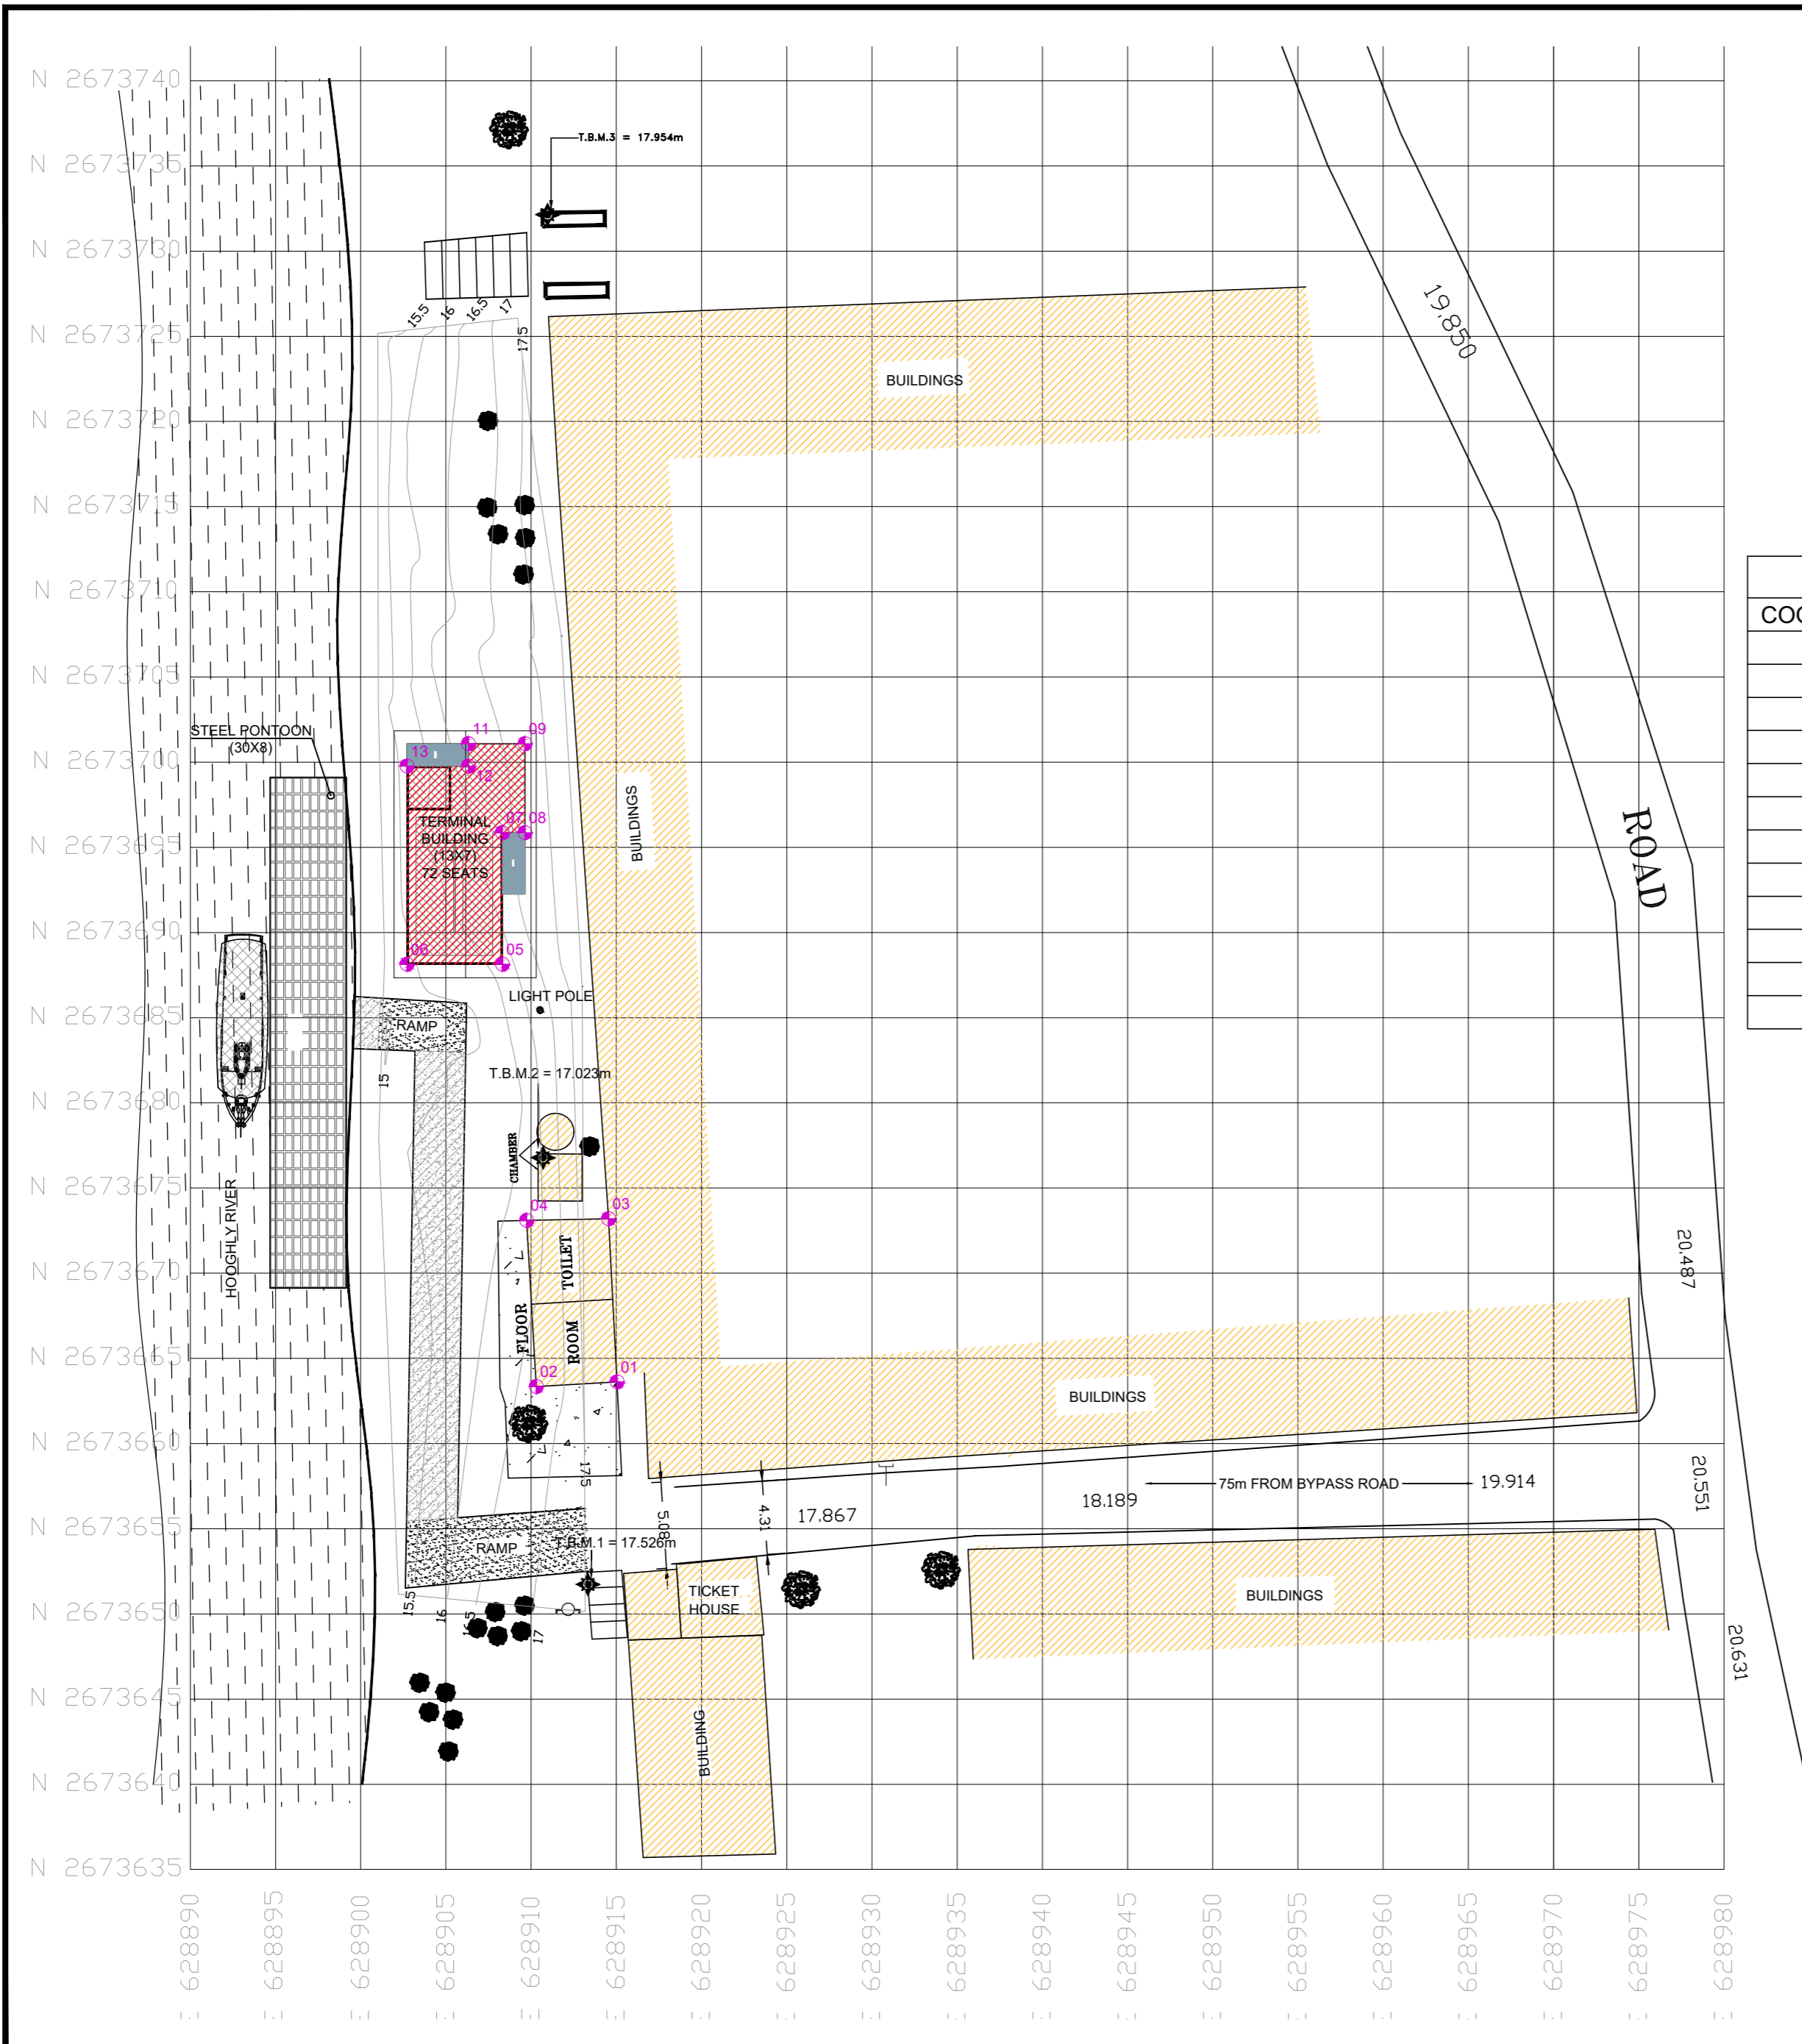 N 2673740
T.B.M.3 = 17.954m
N 2673735
N 2673730
15.5
16
16.5
17
17.5
19.850
N 2673725
BUILDINGS
N 2673720
N 2673715
N 2673710
N 2673705
STEEL PONTOON
(30X8)
11
09
13
12
N 2673700
TERMINAL
BUILDING
(13X7)
72 SEATS
07
08
BUILDINGS
ROAD
N 2673695
N 2673690
06
05
LIGHT POLE
RAMP
N 2673685
15
T.B.M.2 = 17.023m
N 2673680
CHAMBER
N 2673675
HOOGHLY RIVER
04
03
TOILET
20.487
N 2673670
FLOOR
ROOM
N 2673665
02
01
BUILDINGS
N 2673660
17.5
5.08
4.31
17.867
18.189
75m FROM BYPASS ROAD
19.914
20.551
N 2673655
RAMP
T.B.M.1 = 17.526m
TICKET
HOUSE
BUILDINGS
N 2673650
15.5
16
16.5
17
20.631
N 2673645
BUILDING
N 2673640
N 2673635
628890
628895
628900
628905
628910
628915
628920
628925
628930
628935
628940
628945
628950
628955
628960
628965
628970
628975
628980